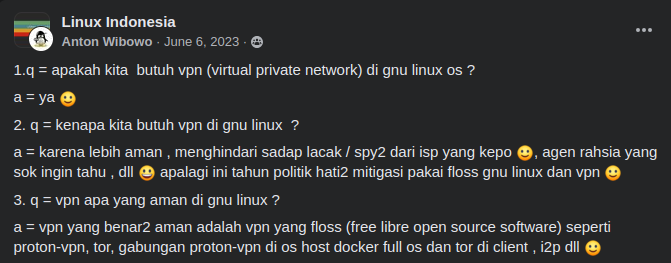 Linux Indonesia
Anton Wibowo · June 6, 2023 ·
1.q = apakah kita butuh vpn (virtual private network) di gnu linux os ?
a = ya 🙂
2. q = kenapa kita butuh vpn di gnu linux ?
a = karena lebih aman , menghindari sadap lacak / spy2 dari isp yang kepo 🙂, agen rahsia yang
sok ingin tahu , dll 😃 apalagi ini tahun politik hati2 mitigasi pakai floss gnu linux dan vpn 🙂
3. q = vpn apa yang aman di gnu linux ?
a = vpn yang benar2 aman adalah vpn yang floss (free libre open source software) seperti
proton-vpn, tor, gabungan proton-vpn di os host docker full os dan tor di client , i2p dll 🙂